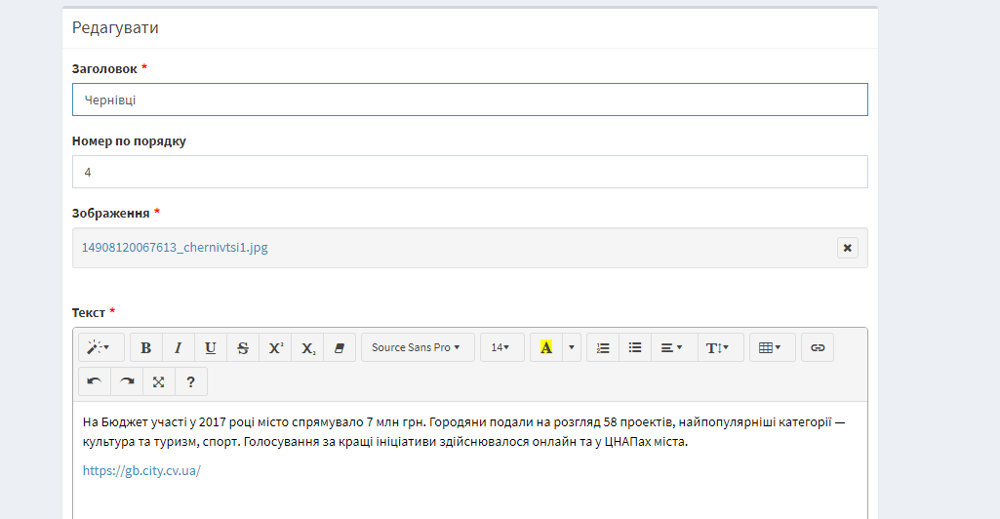 Редагувати
Заголовок *
Чернівці
Номер по порядку
4
Зображення *
14908120067613_chernivtsi1.jpg
Текст *
B I U S X² X₂ Source Sans Pro 14 A T
?
На Бюджет участі у 2017 році місто спрямувало 7 млн грн. Городяни подали на розгляд 58 проектів, найпопулярніші категорії —
культура та туризм, спорт. Голосування за кращі ініціативи здійснювалося онлайн та у ЦНАПах міста.
https://gb.city.cv.ua/